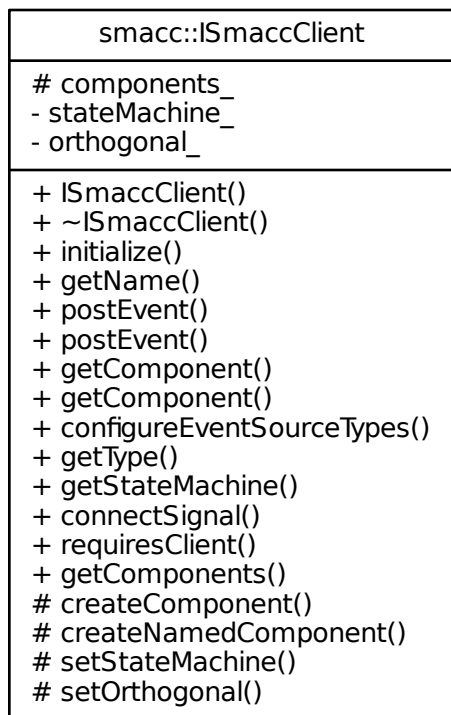 smacc::ISmaccClient
# components_
- stateMachine_
- orthogonal_
+ ISmaccClient()
+ ~ISmaccClient()
+ initialize()
+ getName()
+ postEvent()
+ postEvent()
+ getComponent()
+ getComponent()
+ configureEventSourceTypes()
+ getType()
+ getStateMachine()
+ connectSignal()
+ requiresClient()
+ getComponents()
# createComponent()
# createNamedComponent()
# setStateMachine()
# setOrthogonal()